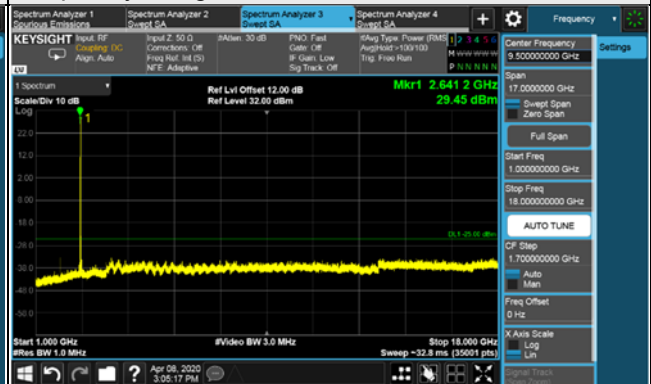 Spectrum Analyzer 1
Spurious Emissions
Spectrum Analyzer 2
Swept SA
Spectrum Analyzer 3
Swept SA
Spectrum Analyzer 4
Swept SA
+
Frequency
KEYSIGHT
Input: RF
Coupling: DC
Align: Auto
Input Z: 50 Ω
Corrections: Off
Freq Ref: Int (S)
NFE: Adaptive
#Atten: 30 dB
PNO: Fast
Gate: Off
IF Gain: Low
Sig Track: Off
#Avg Type: Power (RMS)
Avg|Hold:>100/100
Trig: Free Run
1 2 3 4 5 6
M W W W W W
P N N N N N
LXI
1 Spectrum
Scale/Div 10 dB
Log
Ref Lvl Offset 12.00 dB
Ref Level 32.00 dBm
Mkr1 2.641 2 GHz
29.45 dBm
1
22.0
12.0
2.00
-8.00
-18.0
-28.0
-38.0
-48.0
-58.0
DL1 -25.00 dBm
Start 1.000 GHz
#Res BW 1.0 MHz
#Video BW 3.0 MHz
Stop 18.000 GHz
Sweep ~32.8 ms (35001 pts)
Center Frequency
9.500000000 GHz
Settings
Span
17.0000000 GHz
Swept Span
Zero Span
Full Span
Start Freq
1.000000000 GHz
Stop Freq
18.000000000 GHz
AUTO TUNE
CF Step
1.700000000 GHz
Auto
Man
Freq Offset
0 Hz
X Axis Scale
Log
Lin
Signal Track
?
Apr 08, 2020
3:05:17 PM